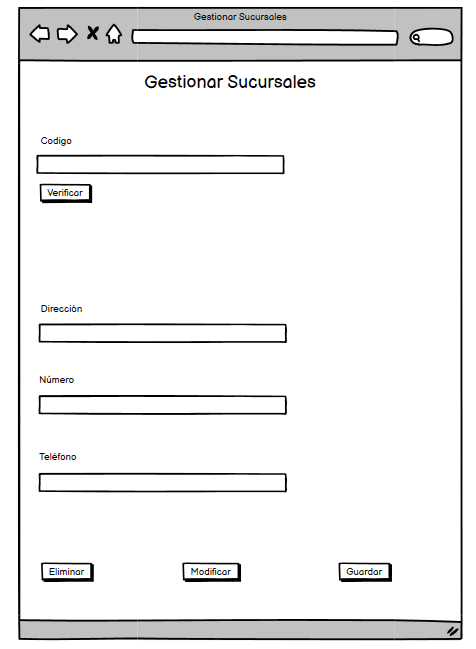 Gestionar Sucursales
Gestionar Sucursales
Codigo
Verificar
Dirección
Número
Teléfono
Eliminar
Modificar
Guardar